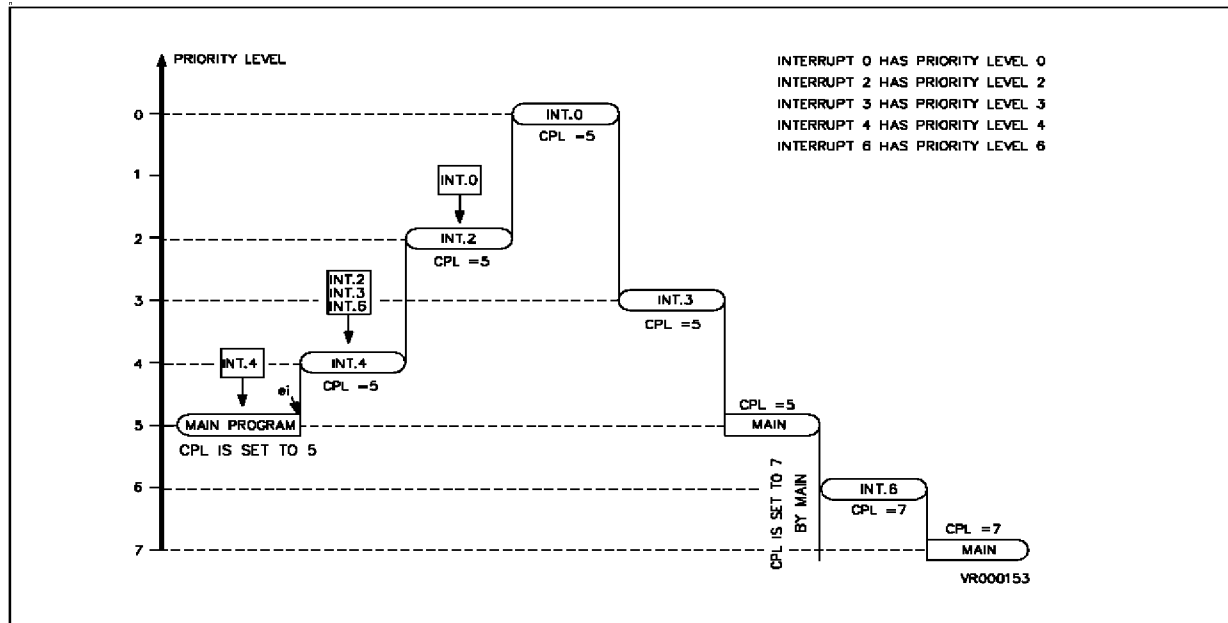 PRIORITY LEVEL
INTERRUPT 0 HAS PRIORITY LEVEL 0
INTERRUPT 2 HAS PRIORITY LEVEL 2
INTERRUPT 3 HAS PRIORITY LEVEL 3
INTERRUPT 4 HAS PRIORITY LEVEL 4
INTERRUPT 6 HAS PRIORITY LEVEL 6
0
INT.0
CPL =5
1
INT.0
2
INT.2
CPL =5
INT.2
INT.3
INT.6
3
INT.3
CPL =5
4
INT.4
INT.4
CPL =5
ei
5
MAIN PROGRAM
CPL IS SET TO 5
CPL =5
MAIN
CPL IS SET TO 7
BY MAIN
6
INT.6
CPL =7
7
CPL =7
MAIN
VR000153